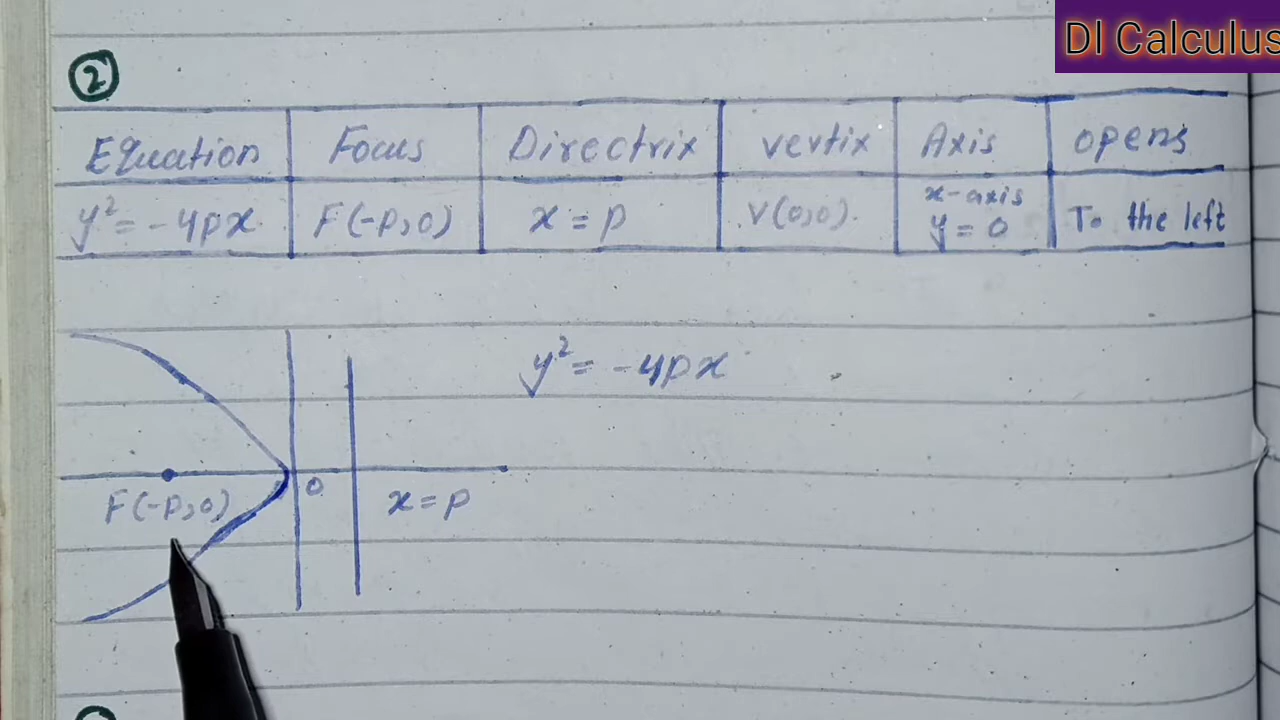 DI Calculus
2
Equation Focus Directrix vertix Axis opens
y² = -4px F(-p,0) x = p V(0,0). x-axis y = 0 To the left
y² = -4px
F(-p,0) 0 x = p